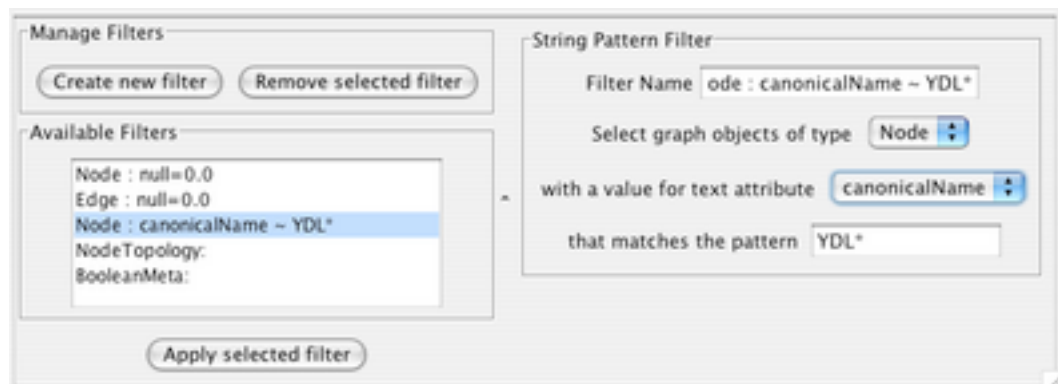 Manage Filters
Create new filter
Remove selected filter
Available Filters
Node : null=0.0
Edge : null=0.0
Node : canonicalName ~ YDL*
NodeTopology:
BooleanMeta:
Apply selected filter
String Pattern Filter
Filter Name ode : canonicalName ~ YDL*
Select graph objects of type Node
with a value for text attribute canonicalName
that matches the pattern YDL*